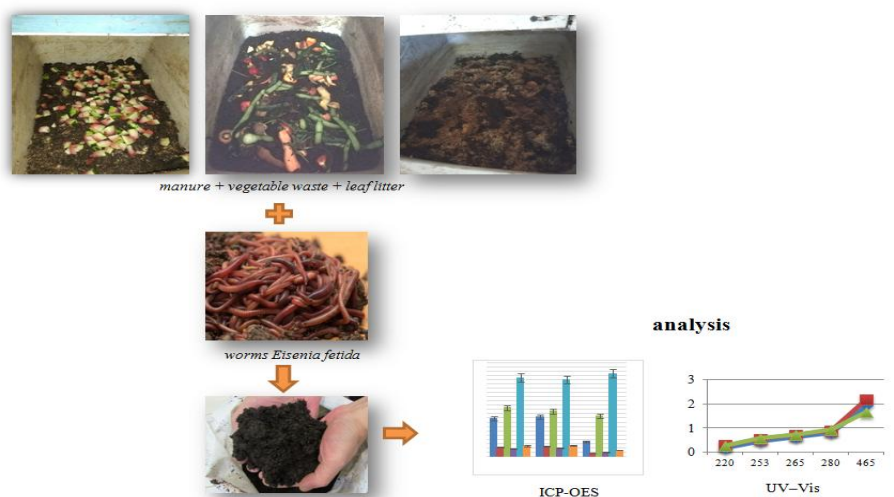 manure + vegetable waste + leaf litter
worms Eisenia fetida
analysis
3
2
1
0
220 253 265 280 465
ICP-OES
UV–Vis